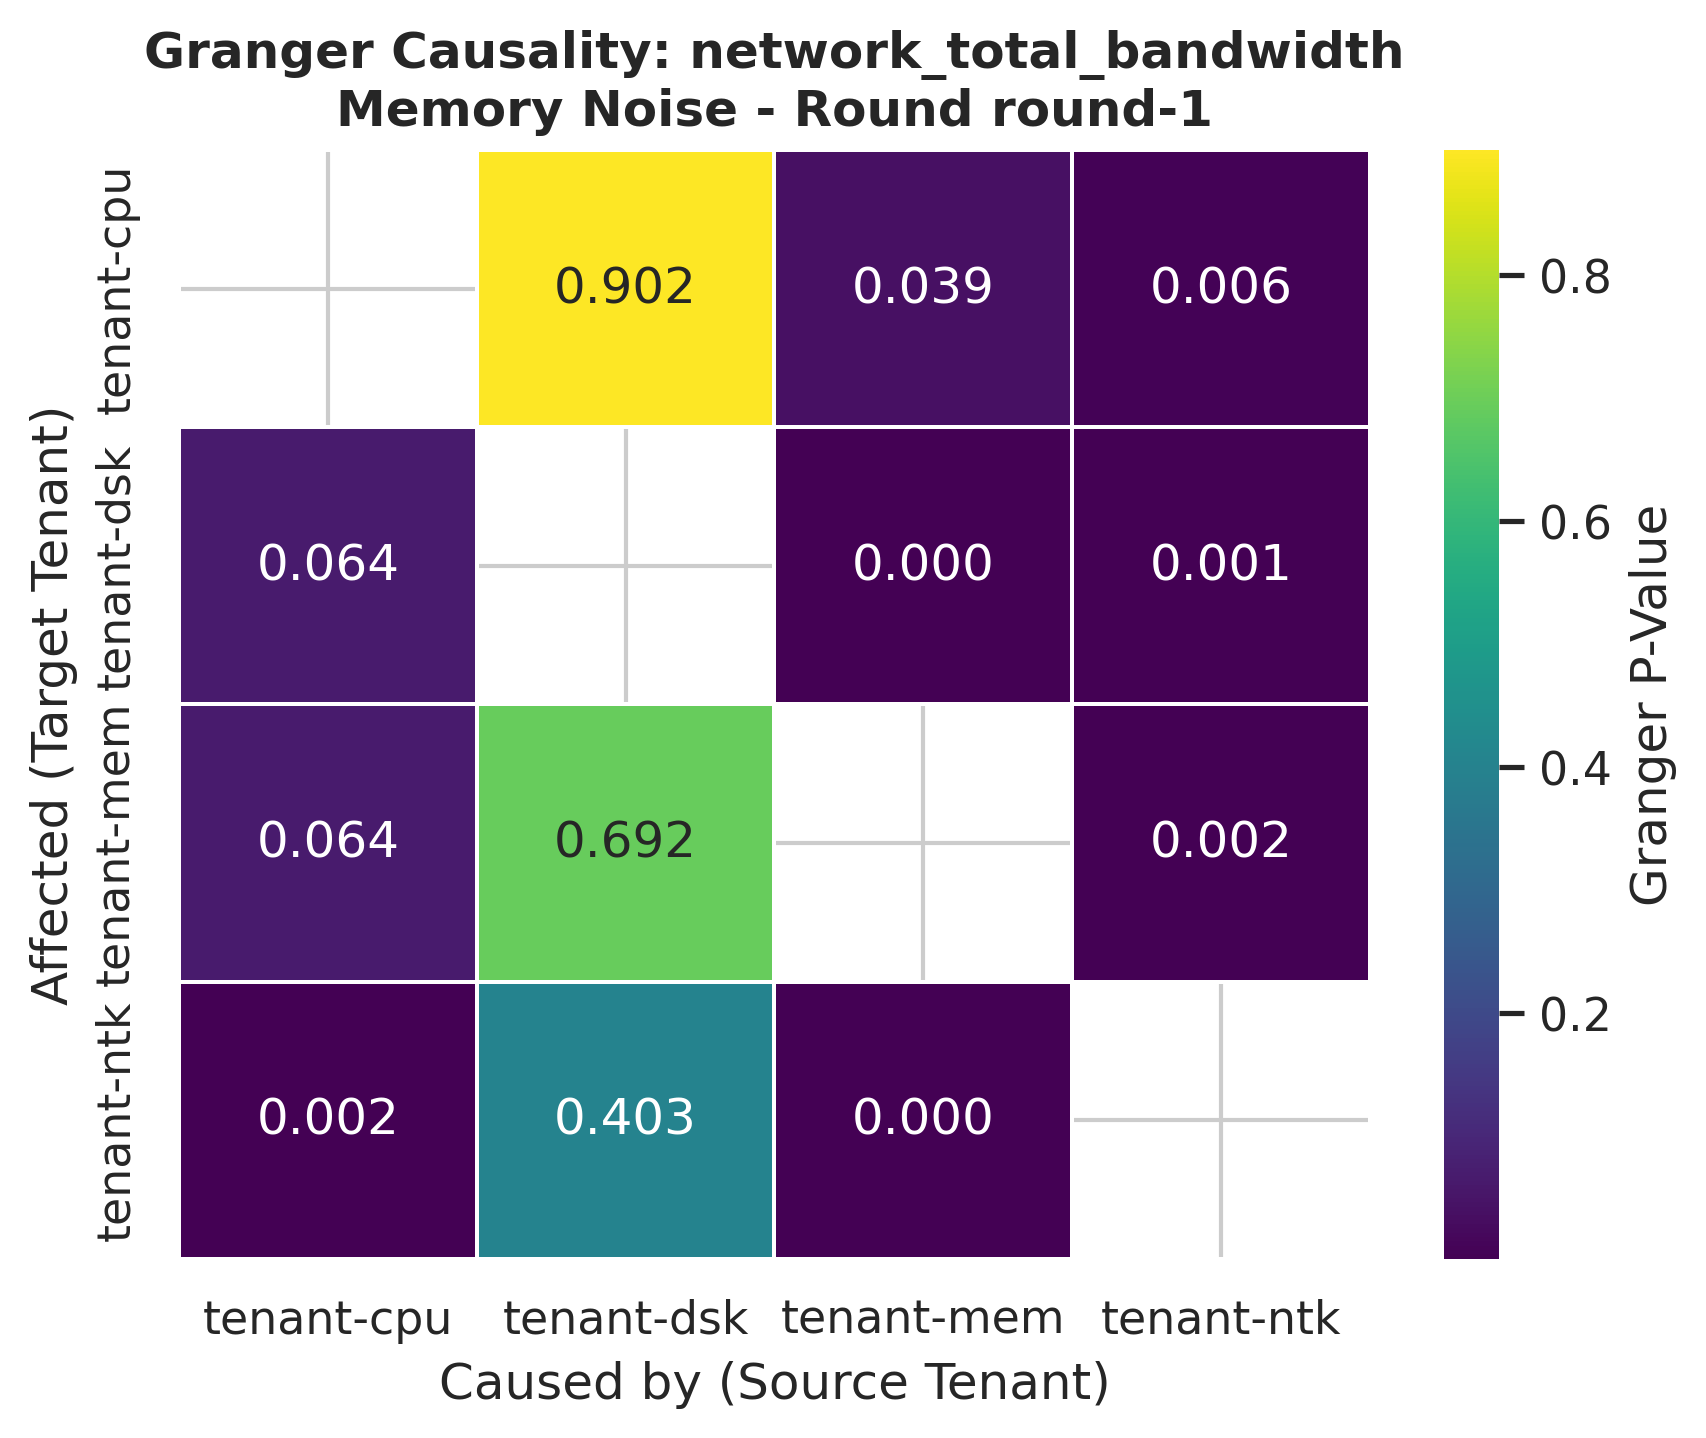 Granger Causality: network_total_bandwidth
Memory Noise - Round round-1
Affected (Target Tenant)
tenant-cpu
0.902
0.039
0.006
tenant-dsk
0.064
0.000
0.001
tenant-mem
0.064
0.692
0.002
tenant-ntk
0.002
0.403
0.000
tenant-cpu
tenant-dsk
tenant-mem
tenant-ntk
Caused by (Source Tenant)
0.8
0.6
0.4
0.2
Granger P-Value